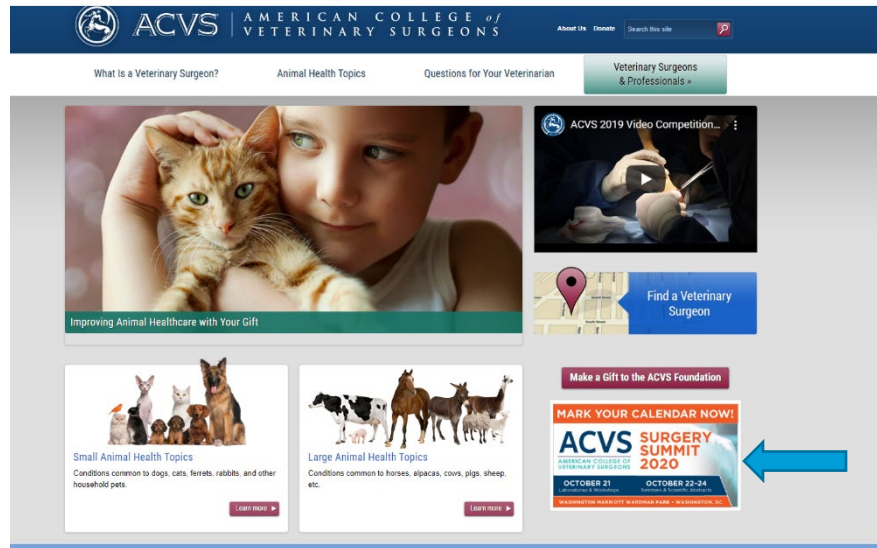 ACVS
AMERICAN COLLEGE of
VETERINARY SURGEONS
About Us Donate Search this site
What Is a Veterinary Surgeon?
Animal Health Topics
Questions for Your Veterinarian
Veterinary Surgeons
& Professionals »
ACVS 2019 Video Competition...
Improving Animal Healthcare with Your Gift
Find a Veterinary
Surgeon
Small Animal Health Topics
Conditions common to dogs, cats, ferrets, rabbits, and other
household pets.
Learn more
Large Animal Health Topics
Conditions common to horses, alpacas, cows, pigs, sheep,
etc.
Learn more
Make a Gift to the ACVS Foundation
MARK YOUR CALENDAR NOW!
ACVS
AMERICAN COLLEGE OF
VETERINARY SURGEONS
SURGERY
SUMMIT
2020
OCTOBER 21
Laboratories & Workshops
OCTOBER 22-24
Seminars & Scientific Abstracts
WASHINGTON MARRIOTT WARDMAN PARK • WASHINGTON, DC